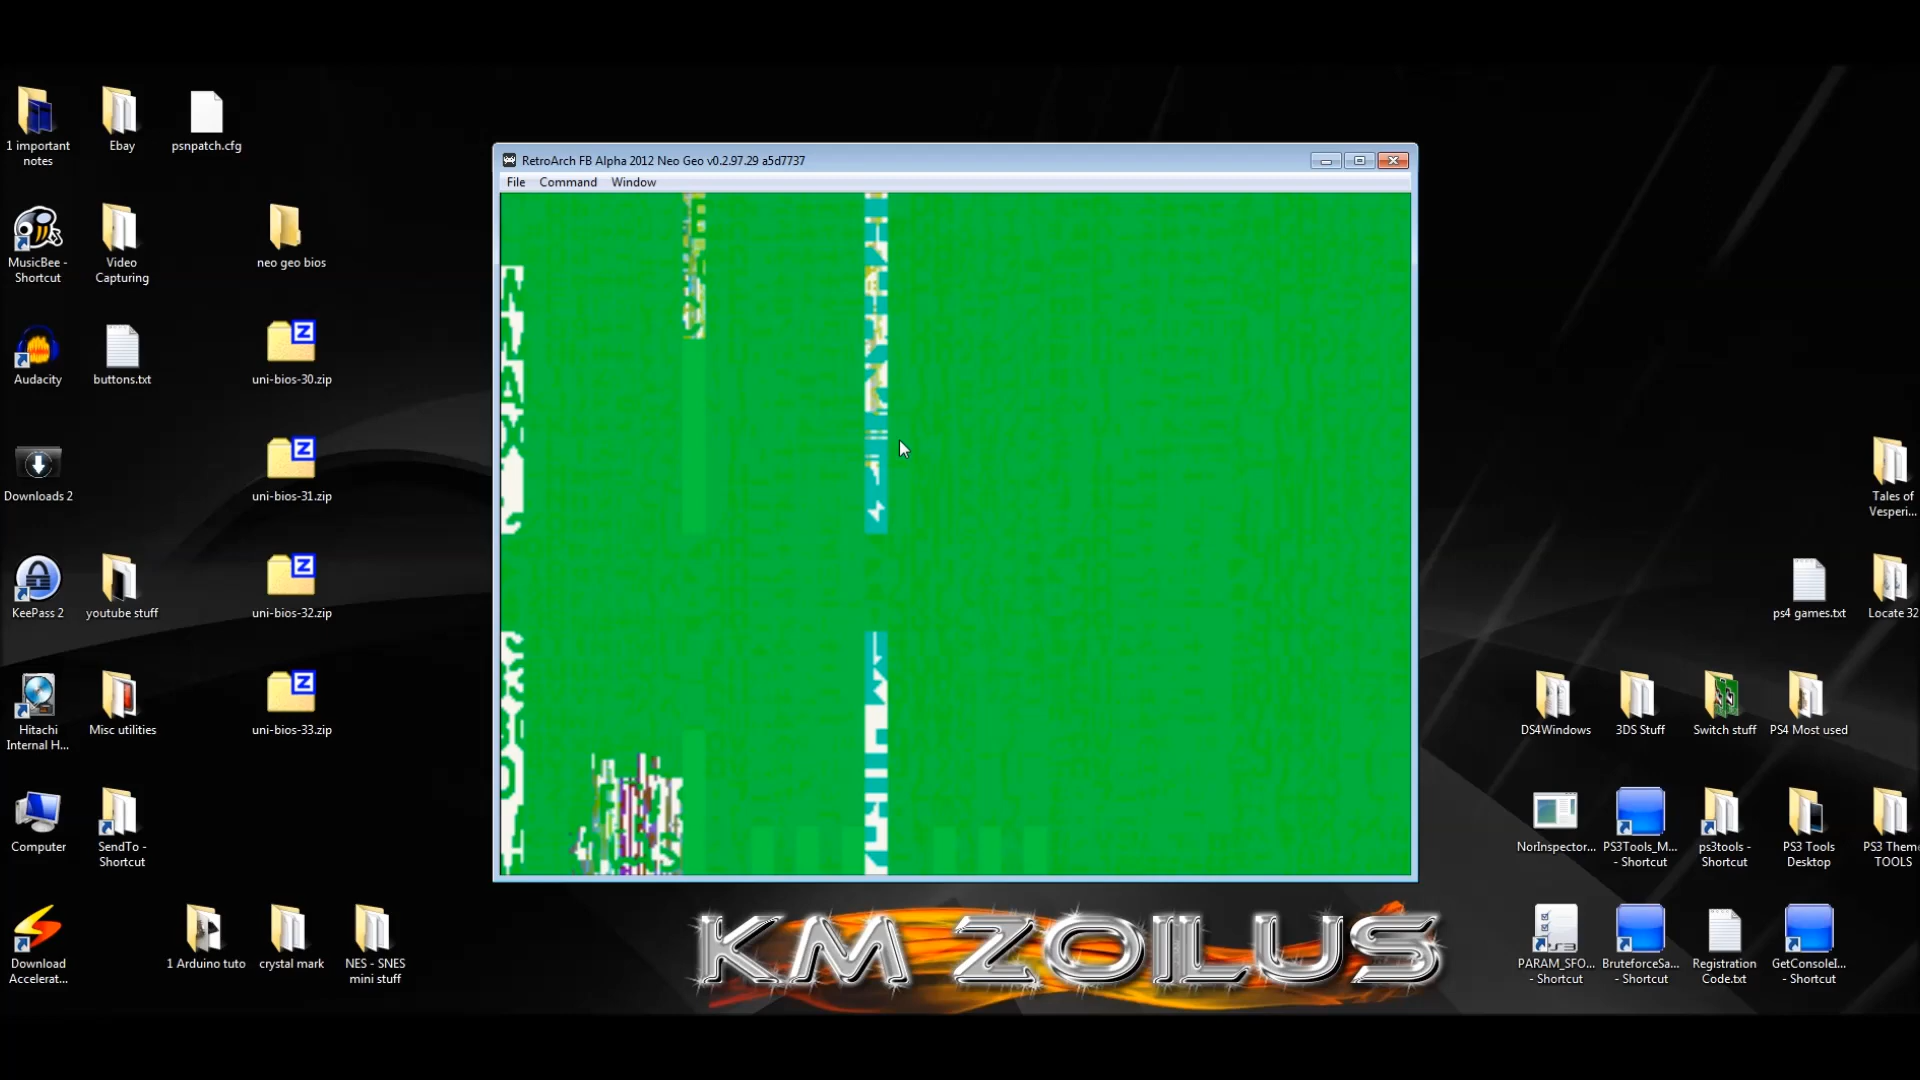 1 important
notes
Ebay
psnpatch.cfg
RetroArch FB Alpha 2012 Neo Geo v0.2.97.29 a5d7737
File Command Window
MusicBee -
Shortcut
Video
Capturing
neo geo bios
Audacity
buttons.txt
uni-bios-30.zip
Downloads 2
uni-bios-31.zip
Tales of
Vesperi...
KeePass 2
youtube stuff
uni-bios-32.zip
ps4 games.txt
Locate 32
Hitachi
Internal H...
Misc utilities
uni-bios-33.zip
DS4Windows
3DS Stuff
Switch stuff
PS4 Most used
Computer
SendTo -
Shortcut
NorInspector...
PS3Tools_M...
- Shortcut
ps3tools -
Shortcut
PS3 Tools
Desktop
PS3 Them
TOOLS
Download
Accelerat...
1 Arduino tuto
crystal mark
NES - SNES
mini stuff
KM ZOILUS
PARAM_SFO...
- Shortcut
BruteforceSa...
- Shortcut
Registration
Code.txt
GetConsoleI...
- Shortcut